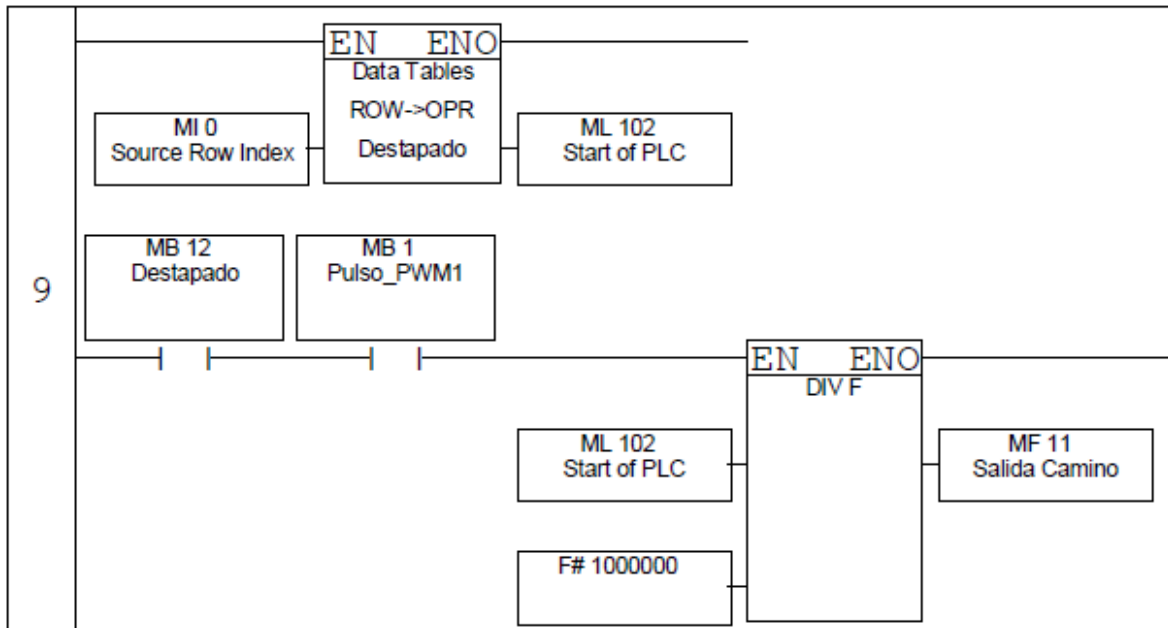 EN ENO
Data Tables
ROW->OPR
Destapado
MI 0
Source Row Index
ML 102
Start of PLC
9
MB 12
Destapado
MB 1
Pulso_PWM1
EN ENO
DIV F
ML 102
Start of PLC
MF 11
Salida Camino
F# 1000000